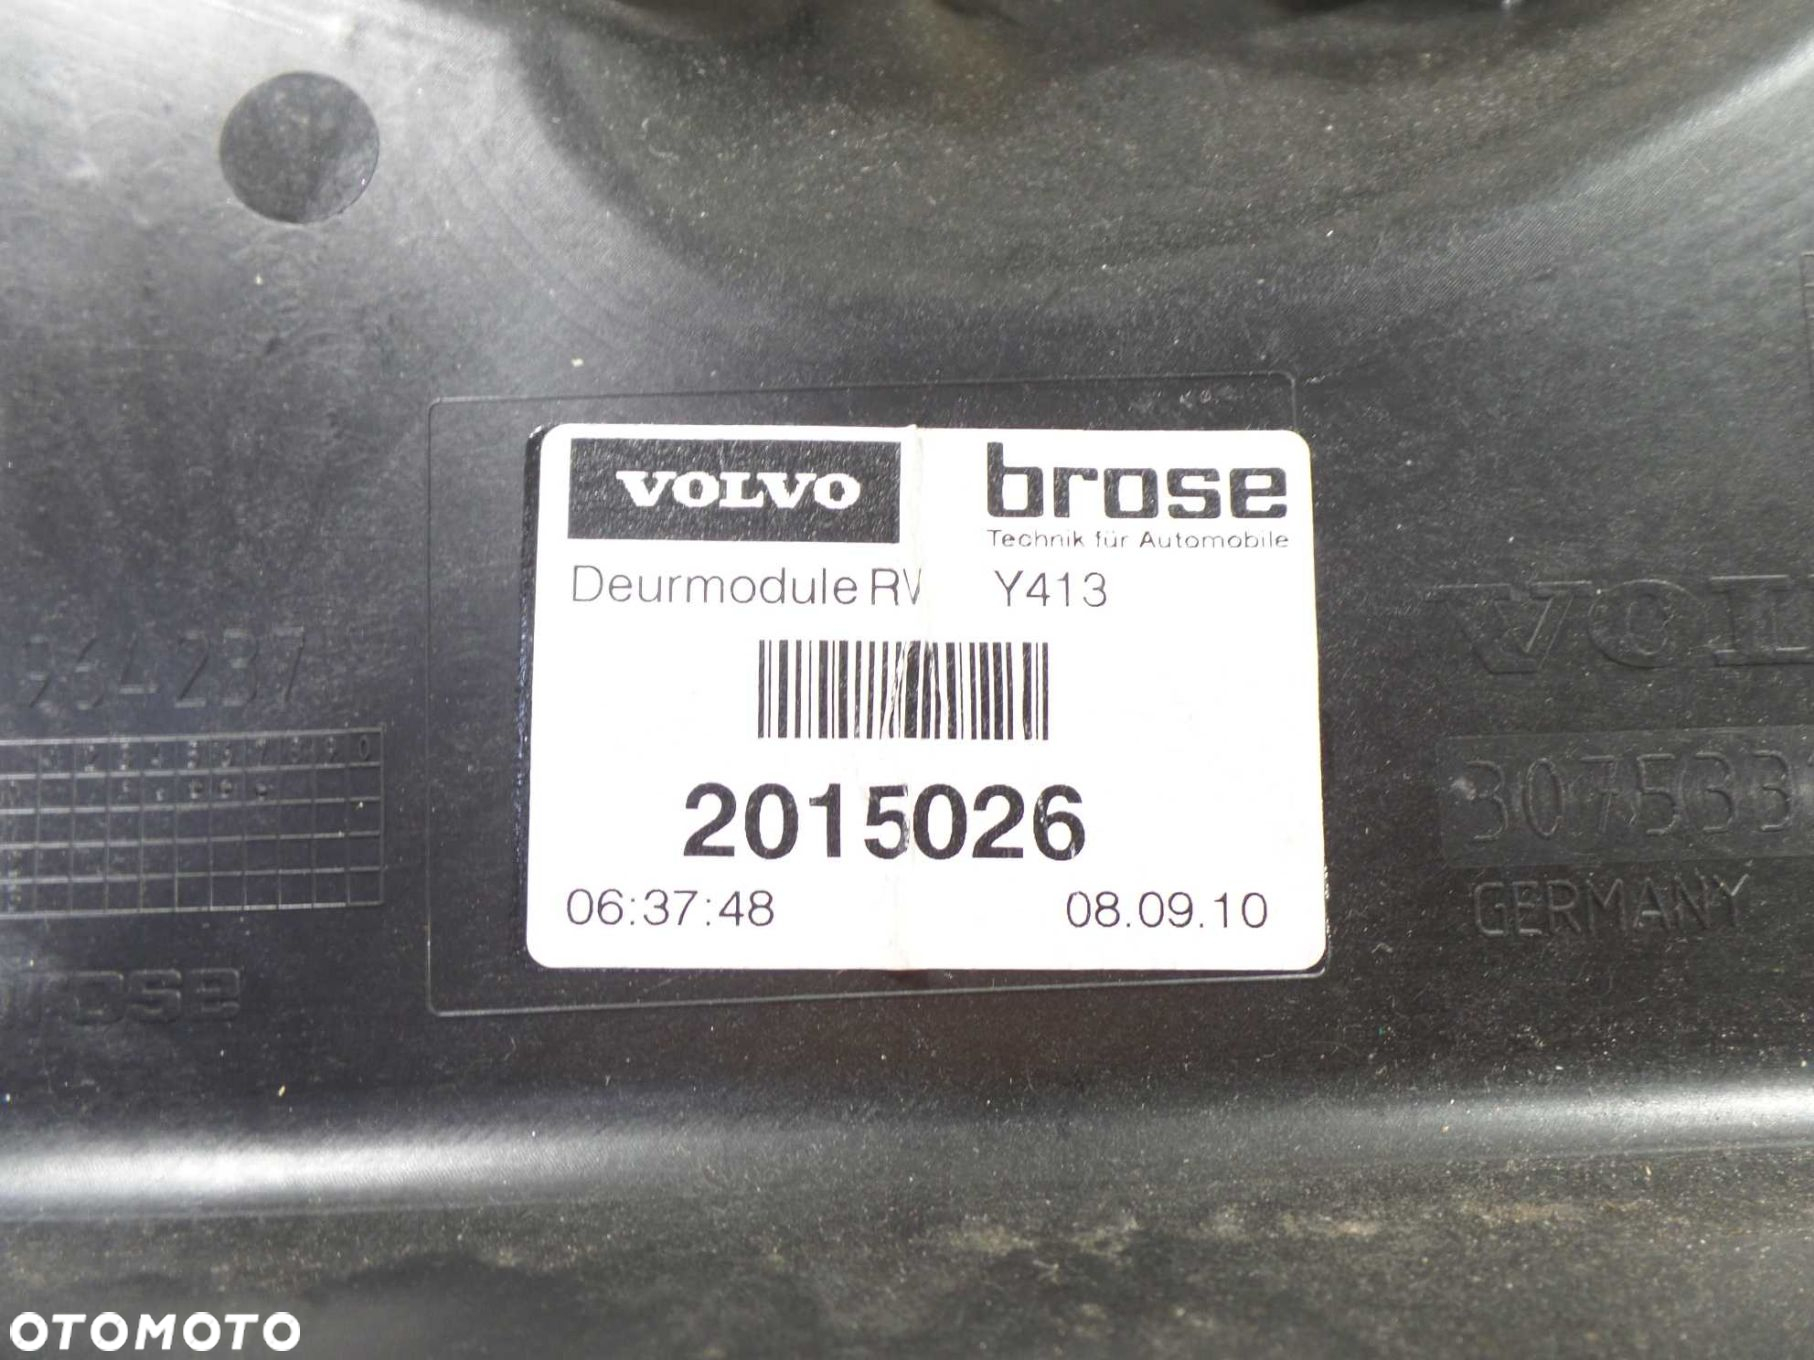 VOLVO
brose
Technik für Automobile
Deurmodule RV Y413
2015026
06:37:48 08.09.10
GERMANY
OTOMOTO